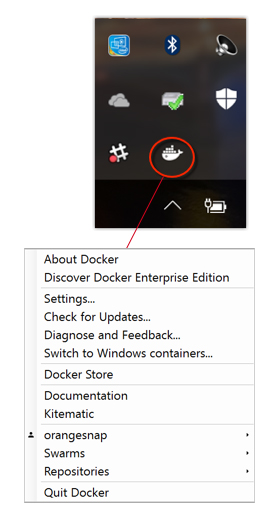 About Docker
Discover Docker Enterprise Edition
Settings...
Check for Updates...
Diagnose and Feedback...
Switch to Windows containers...
Docker Store
Documentation
Kitematic
orangesnap
Swarms
Repositories
Quit Docker